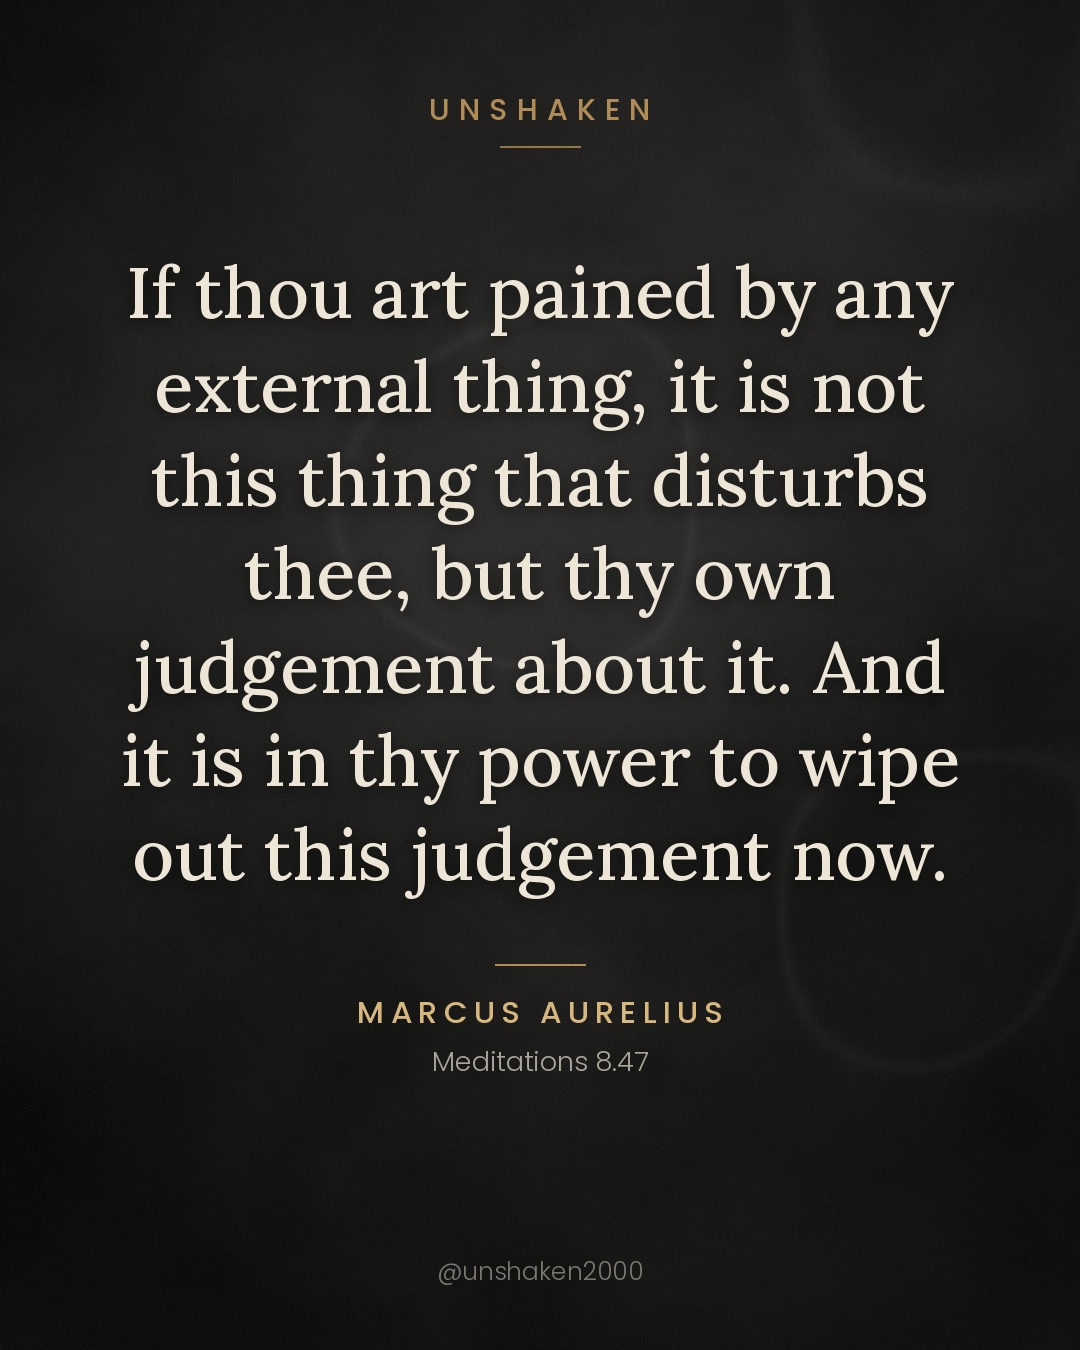 UNSHAKEN
If thou art pained by any
external thing, it is not
this thing that disturbs
thee, but thy own
judgement about it. And
it is in thy power to wipe
out this judgement now.
MARCUS AURELIUS
Meditations 8.47
@unshaken2000